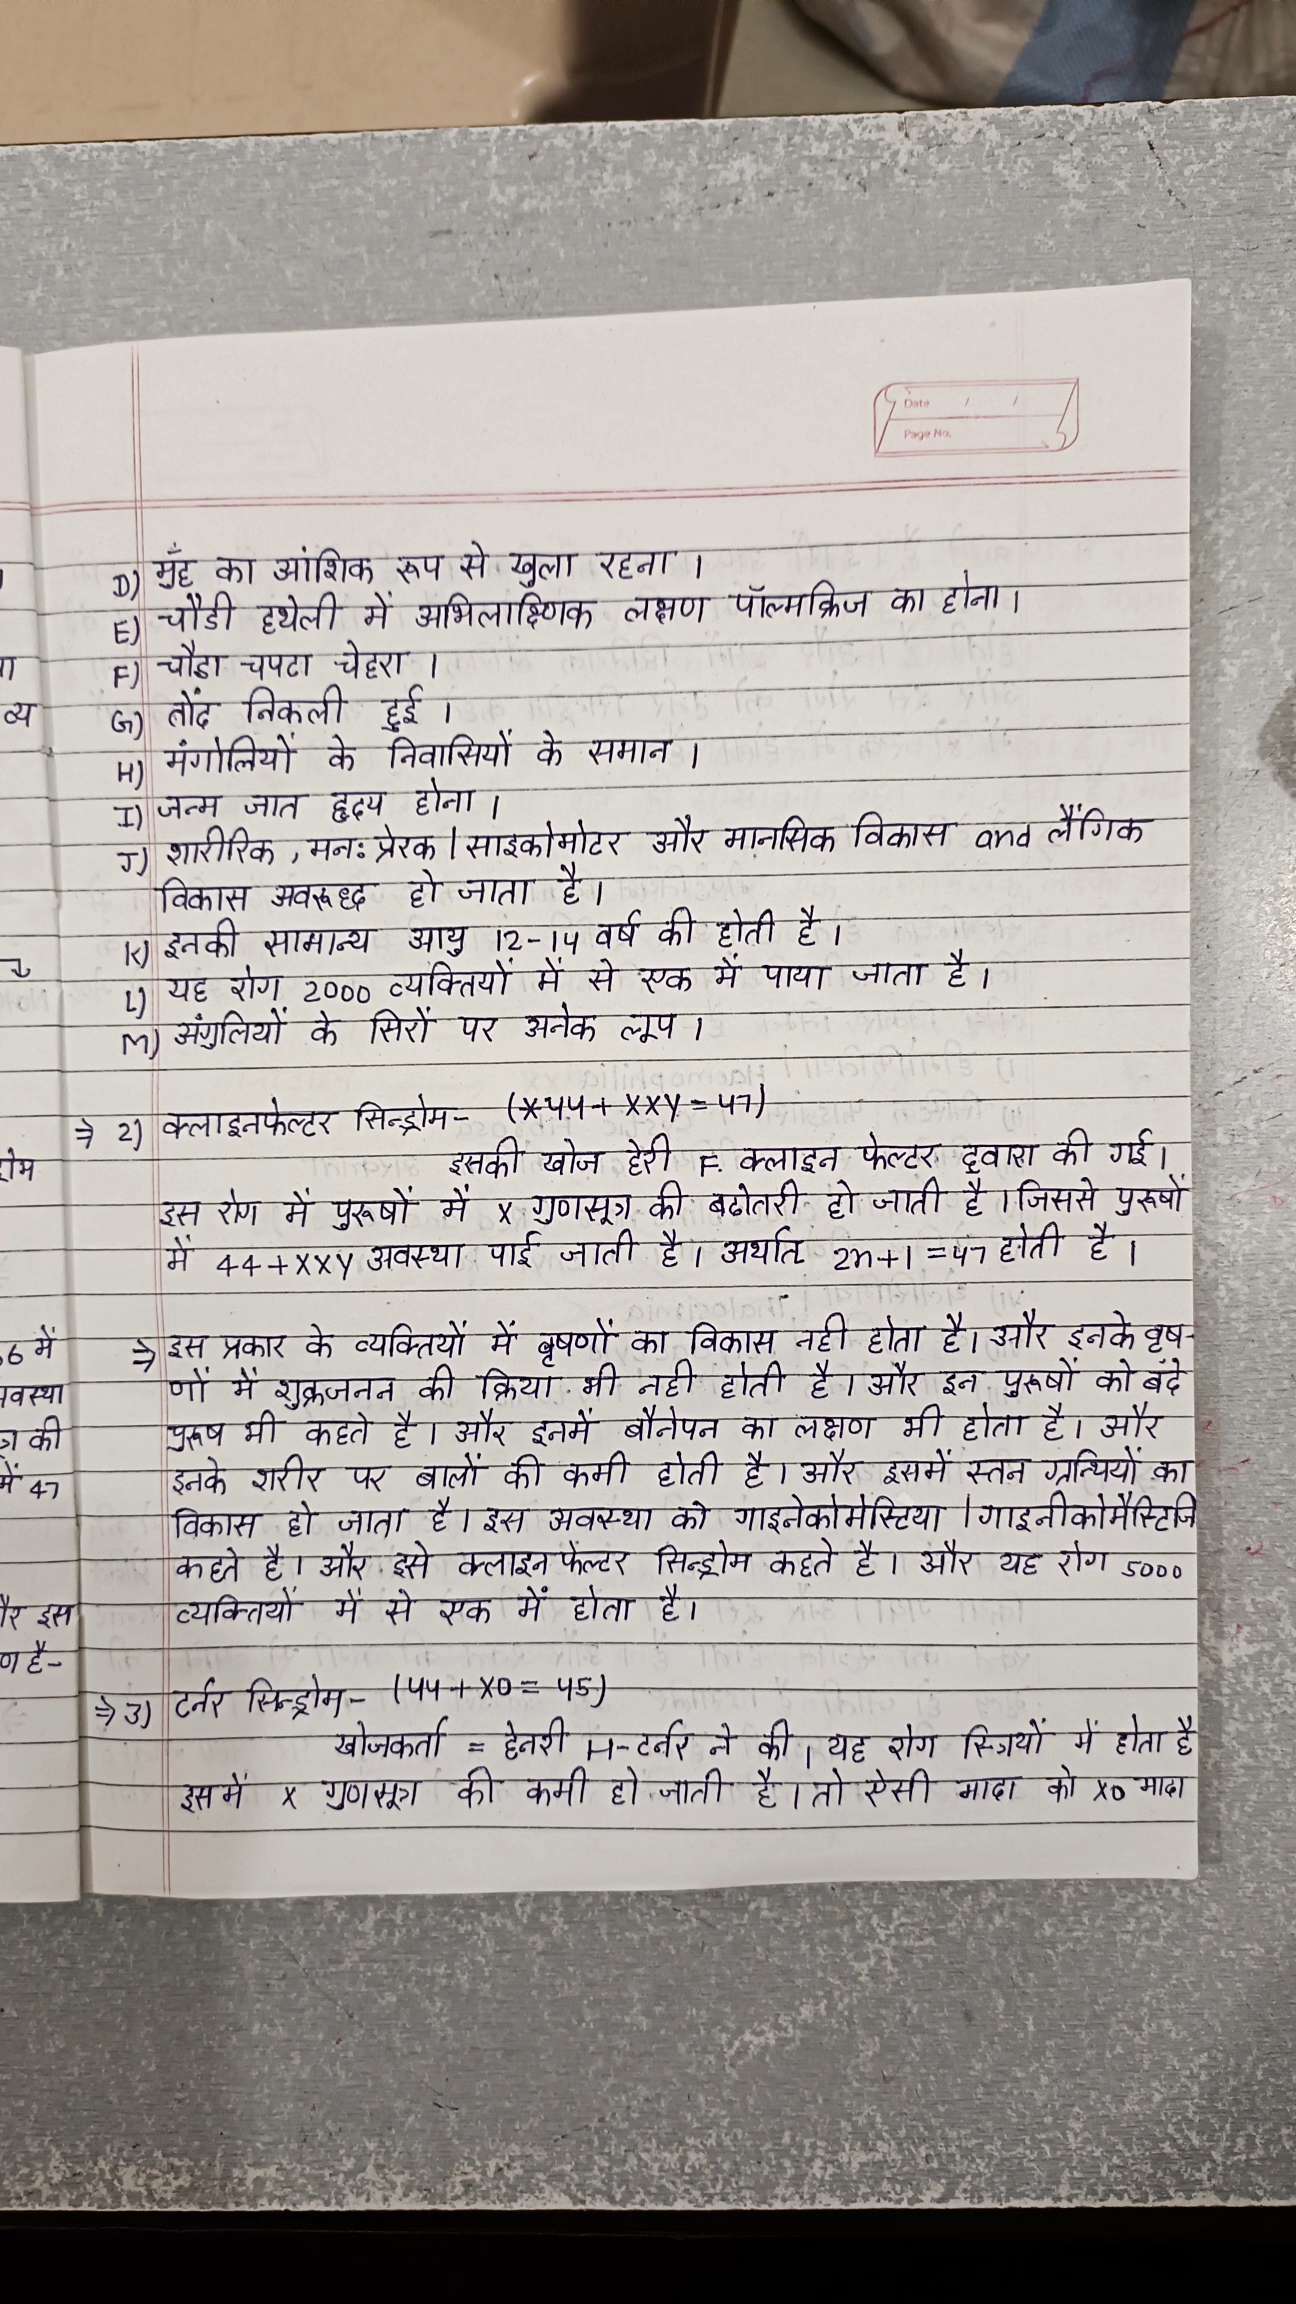 Date / /
Page No.
D) मुँह का आंशिक रूप से खुला रहना ।
E) चौडी हथेली में अभिलाक्ष्णिक लक्षण पॉल्मक्रिज का होना ।
F) चौडा चपटा चेहरा ।
G) तोंद निकली हुई ।
H) मंगोलियों के निवासियों के समान ।
I) जन्म जात हृदय होना ।
J) शारीरिक , मनः प्रेरक / साइकोमोटर और मानसिक विकास and लैंगिक
विकास अवरूद्ध हो जाता है ।
K) इनकी सामान्य आयु 12-14 वर्ष की होती है ।
L) यह रोग 2000 व्यक्तियों में से एक में पाया जाता है ।
M) अंगुलियों के सिरों पर अनेक लूप ।
⇒ 2) क्लाइनफेल्टर सिन्ड्रोम- (X44+XXY=47)
इसकी खोज हेरी F. क्लाइन फेल्टर द्वारा की गई ।
इस रोग में पुरूषों में X गुणसूत्र की बढोतरी हो जाती है । जिससे पुरूषों
में 44+XXY अवस्था पाई जाती है । अर्थात 2n+1=47 होती है ।
⇒ इस प्रकार के व्यक्तियों में वृषणों का विकास नही होता है । और इनके वृष-
णों में शुक्रजनन की क्रिया भी नही होती है । और इन पुरूषों को बंदे
पुरूष भी कहते है । और इनमें बौनेपन का लक्षण भी होता है । और
इनके शरीर पर बालों की कमी होती है । और इसमें स्तन ग्रन्थियों का
विकास हो जाता है । इस अवस्था को गाइनेकोमेस्टिया / गाइनीकोमैस्टिजि
कहते है । और इसे क्लाइन फेल्टर सिन्ड्रोम कहते है । और यह रोग 5000
व्यक्तियों में से एक में होता है ।
⇒ 3) टर्नर सिन्ड्रोम- (44+X0=45)
खोजकर्ता = हेनरी H-टर्नर ने की । यह रोग स्त्रियों में होता है
इसमें X गुणसूत्र की कमी हो जाती है । तो ऐसी मादा को X0 मादा